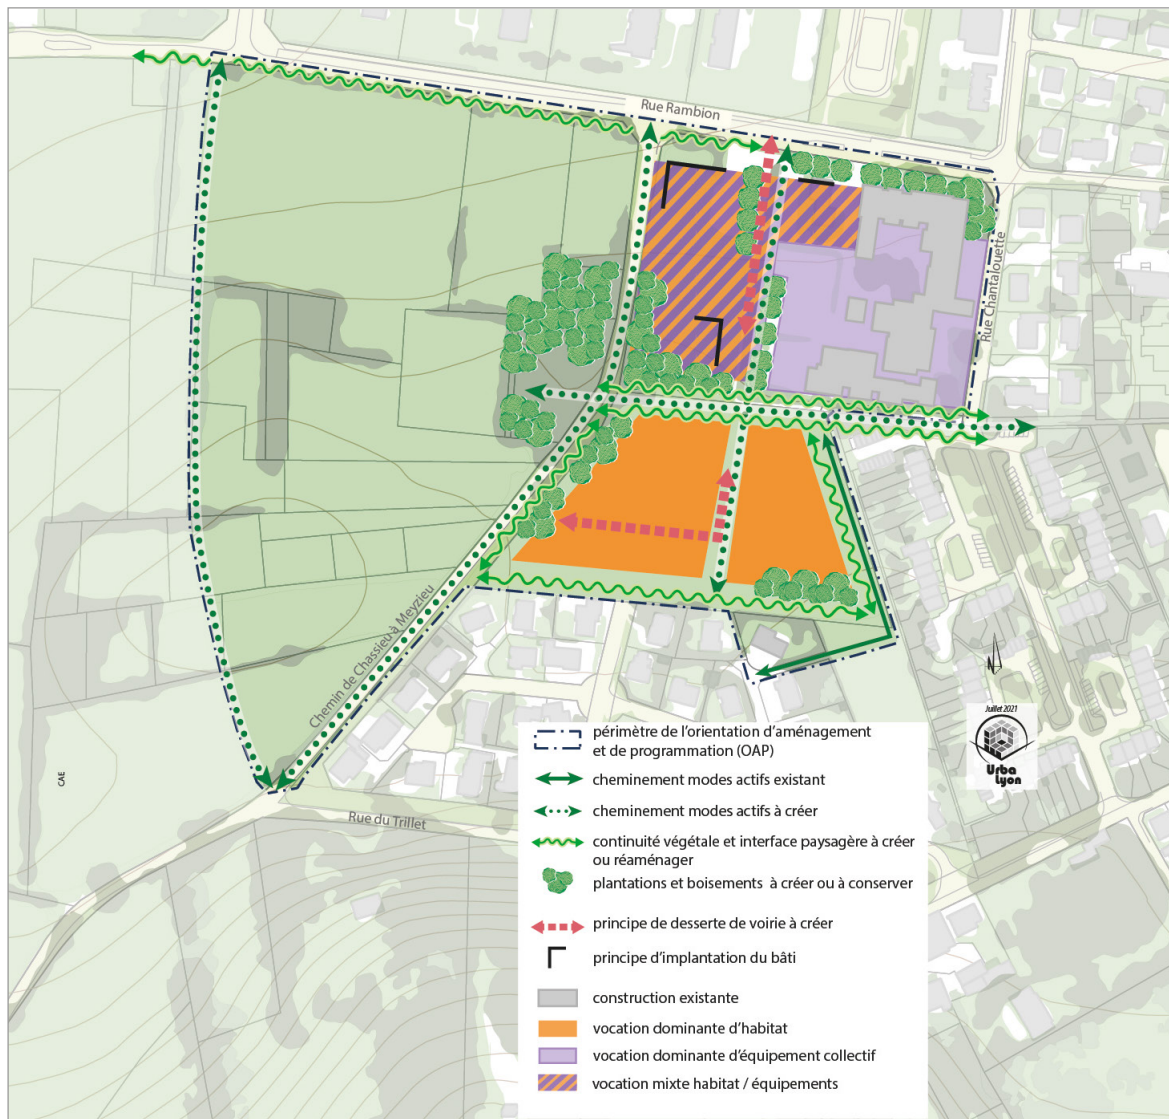 Rue Rambion
Rue Chantalouette
Chemin de Chassieu à Meyzieu
Rue du Trillet
CAE
Juillet 2021
Urba
Lyon
périmètre de l'orientation d'aménagement
et de programmation (OAP)
cheminement modes actifs existant
cheminement modes actifs à créer
continuité végétale et interface paysagère à créer
ou réaménager
plantations et boisements à créer ou à conserver
principe de desserte de voirie à créer
principe d'implantation du bâti
construction existante
vocation dominante d'habitat
vocation dominante d'équipement collectif
vocation mixte habitat / équipements